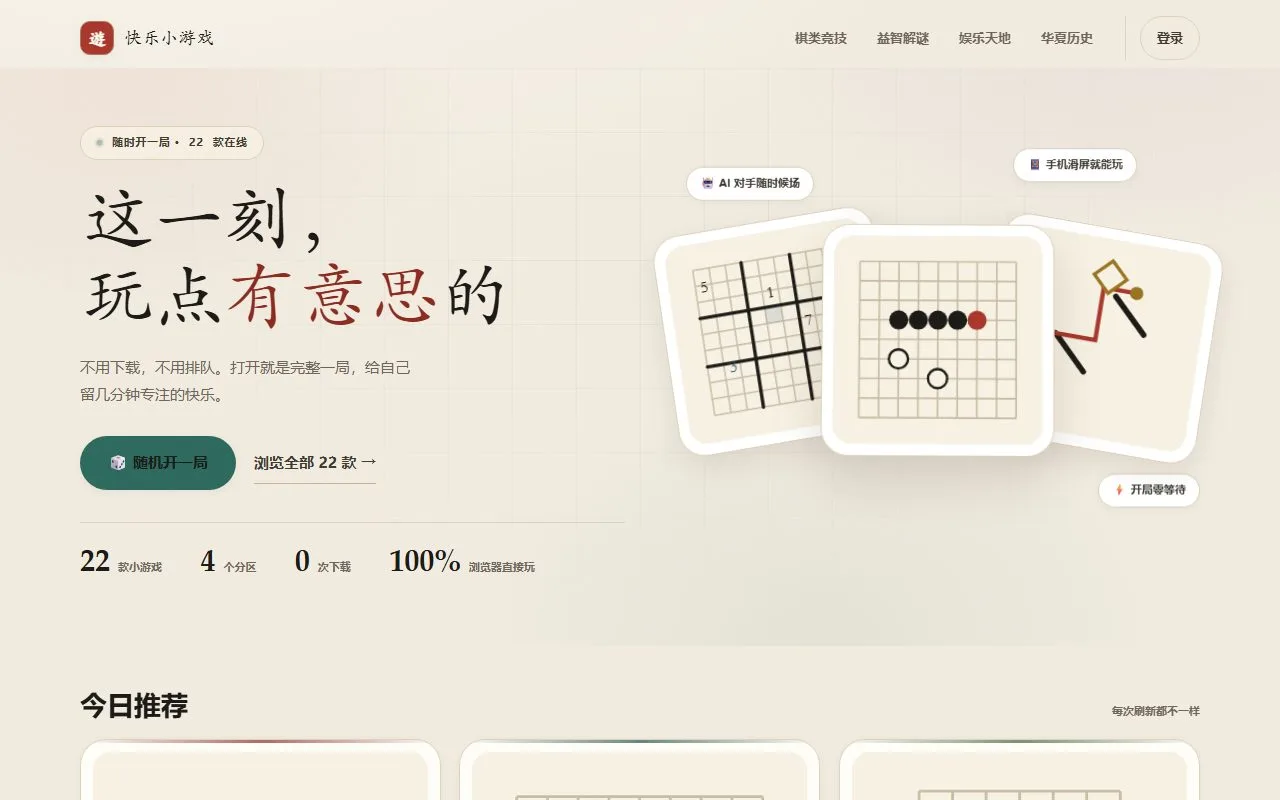 遊 快乐小游戏
棋类竞技 益智解谜 娱乐天地 华夏历史 登录
随时开一局 · 22 款在线
这一刻，
玩点有意思的
不用下载，不用排队。打开就是完整一局，给自己
留几分钟专注的快乐。
随机开一局 浏览全部 22 款 →
22 款小游戏 4 个分区 0 次下载 100% 浏览器直接玩
AI 对手随时候场
手机滑屏就能玩
5
1
7
3
开局零等待
今日推荐
每次刷新都不一样